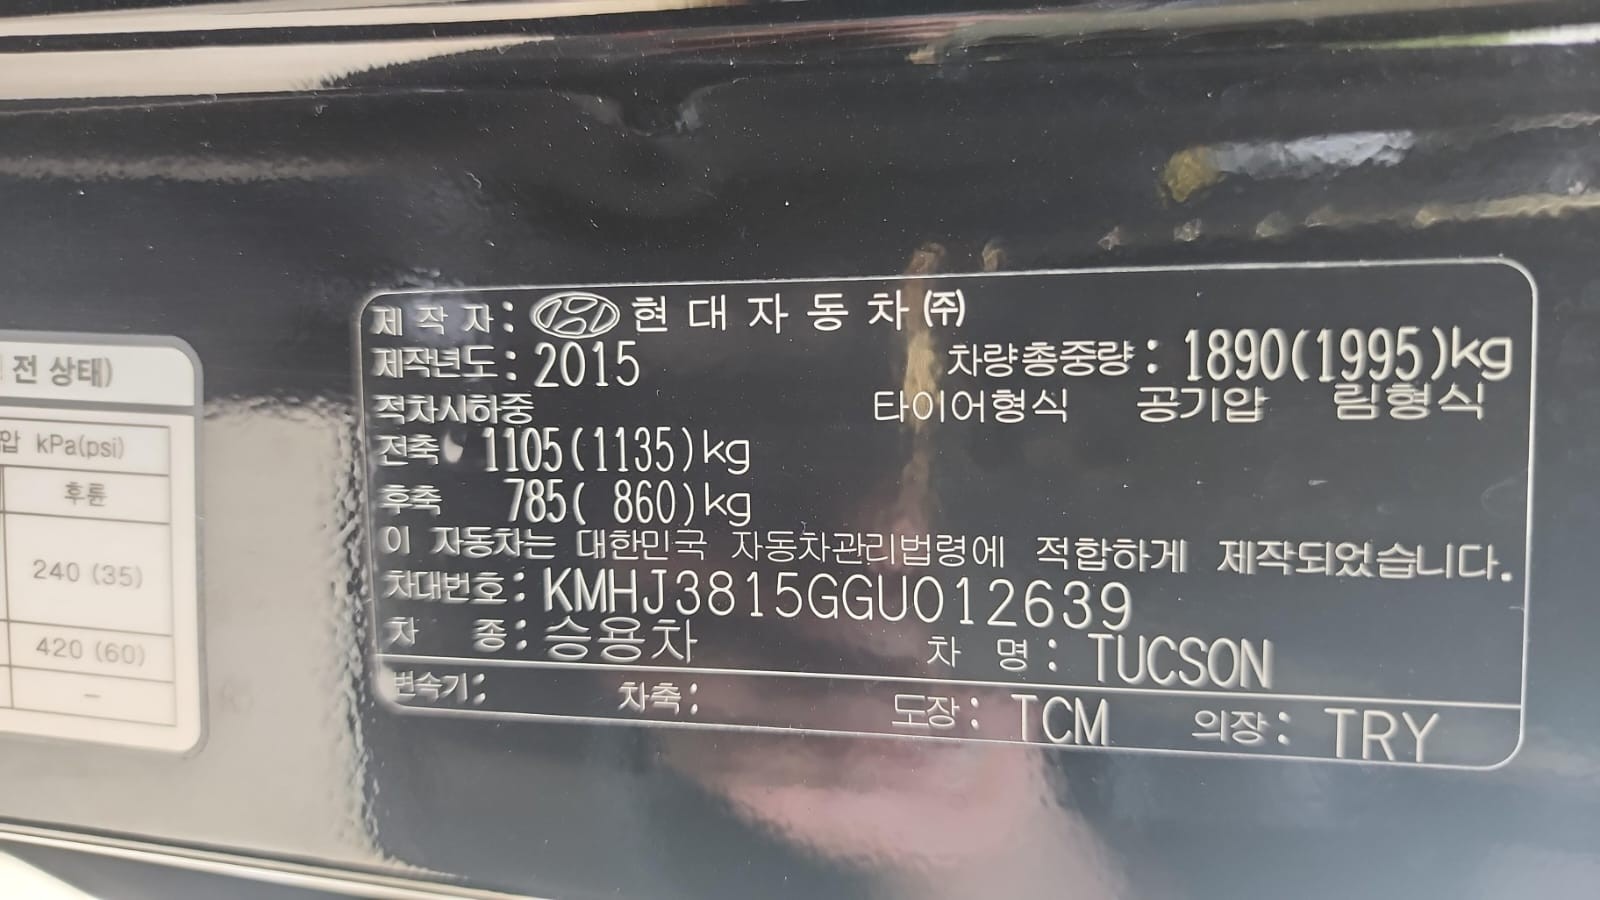 전 상태)
압 kPa(psi)
후륜
240 (35)
420 (60)
–
제 작 자 : 현 대 자 동 차 ㈜
제작년도 : 2015 차량총중량 : 1890(1995)kg
적차시하중 타이어형식 공기압 림형식
전축 1105(1135)kg
후축 785( 860)kg
이 자동차는 대한민국 자동차관리법령에 적합하게 제작되었습니다.
차대번호 : KMHJ3815GGU012639
차 종 : 승용차 차 명 : TUCSON
변속기 : 차축 : 도장 : TCM 의장 : TRY